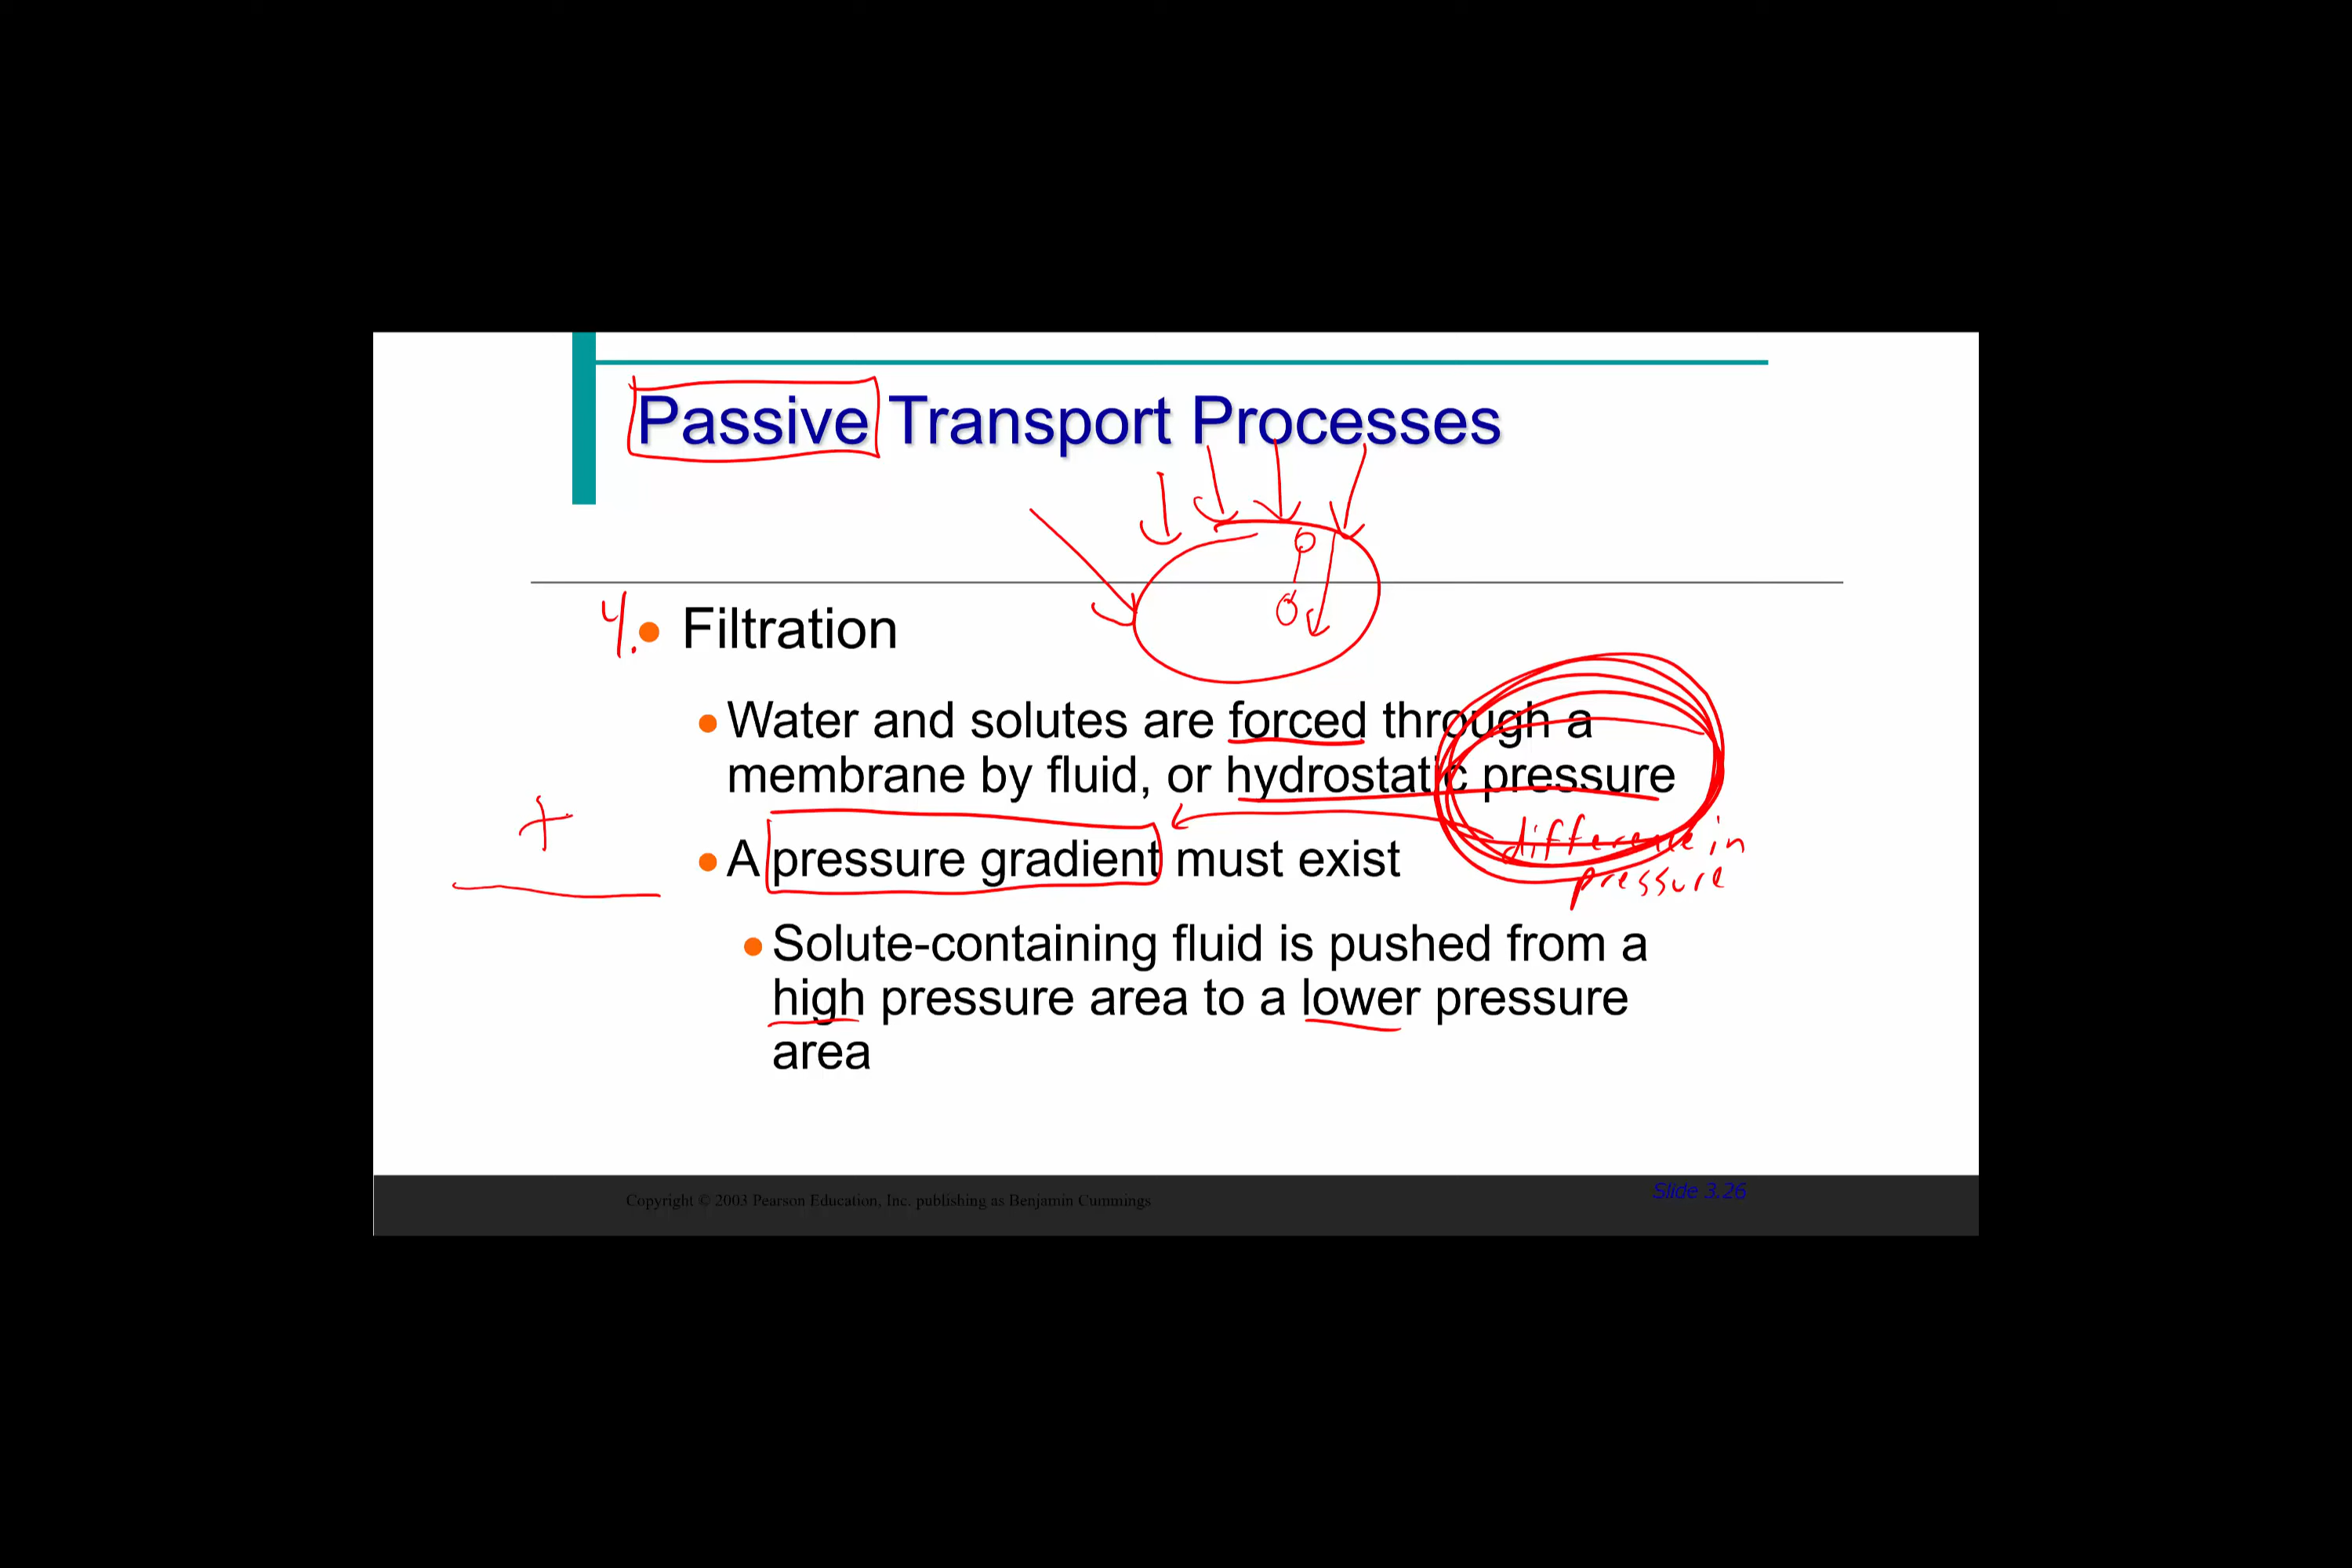 Passive Transport Processes
4. Filtration
Water and solutes are forced through a
membrane by fluid, or hydrostatic pressure
difference in
pressure
A pressure gradient must exist
Solute-containing fluid is pushed from a
high pressure area to a lower pressure
area
Copyright © 2003 Pearson Education, Inc. publishing as Benjamin Cummings
Slide 3.26